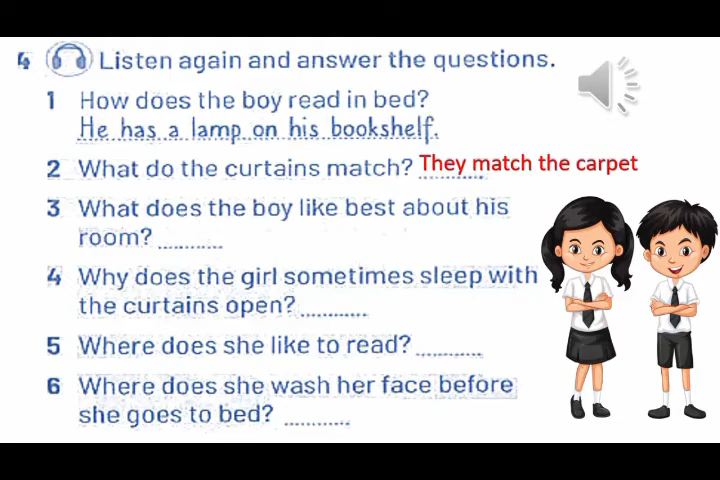 4 Listen again and answer the questions.
1 How does the boy read in bed?
He has a lamp on his bookshelf.
2 What do the curtains match? They match the carpet
3 What does the boy like best about his
room? ..........
4 Why does the girl sometimes sleep with
the curtains open? ..........
5 Where does she like to read? ..........
6 Where does she wash her face before
she goes to bed? ..........